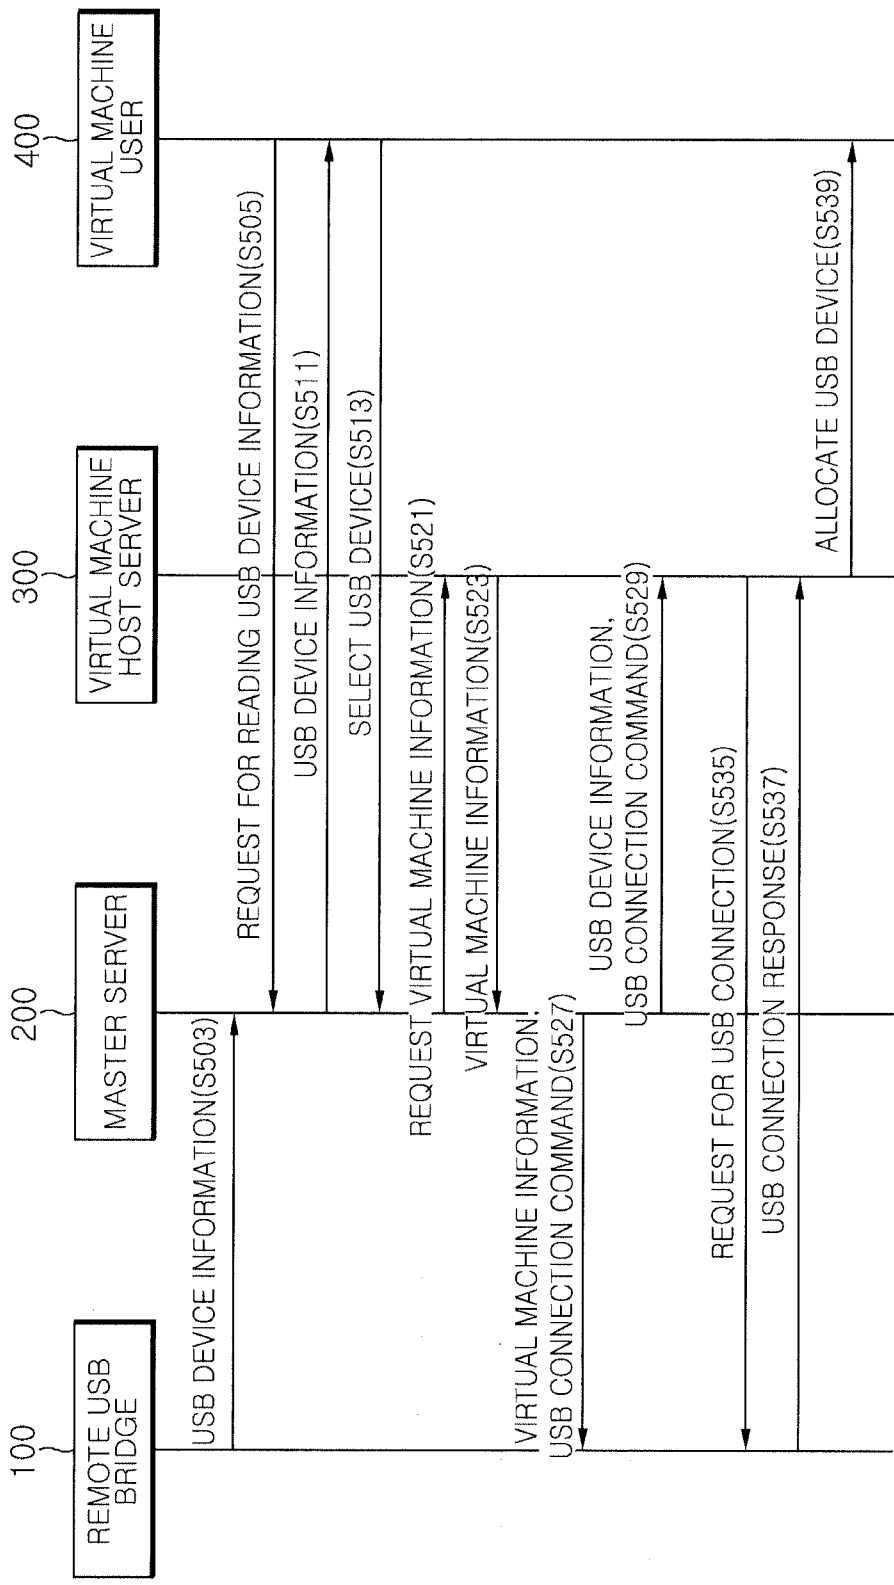 100
REMOTE USB
BRIDGE
200
MASTER SERVER
300
VIRTUAL MACHINE
HOST SERVER
400
VIRTUAL MACHINE
USER
USB DEVICE INFORMATION(S503)
REQUEST FOR READING USB DEVICE INFORMATION(S505)
USB DEVICE INFORMATION(S511)
SELECT USB DEVICE(S513)
REQUEST VIRTUAL MACHINE INFORMATION(S521)
VIRTUAL MACHINE INFORMATION(S523)
VIRTUAL MACHINE INFORMATION,
USB CONNECTION COMMAND(S527)
USB DEVICE INFORMATION,
USB CONNECTION COMMAND(S529)
REQUEST FOR USB CONNECTION(S535)
USB CONNECTION RESPONSE(S537)
ALLOCATE USB DEVICE(S539)